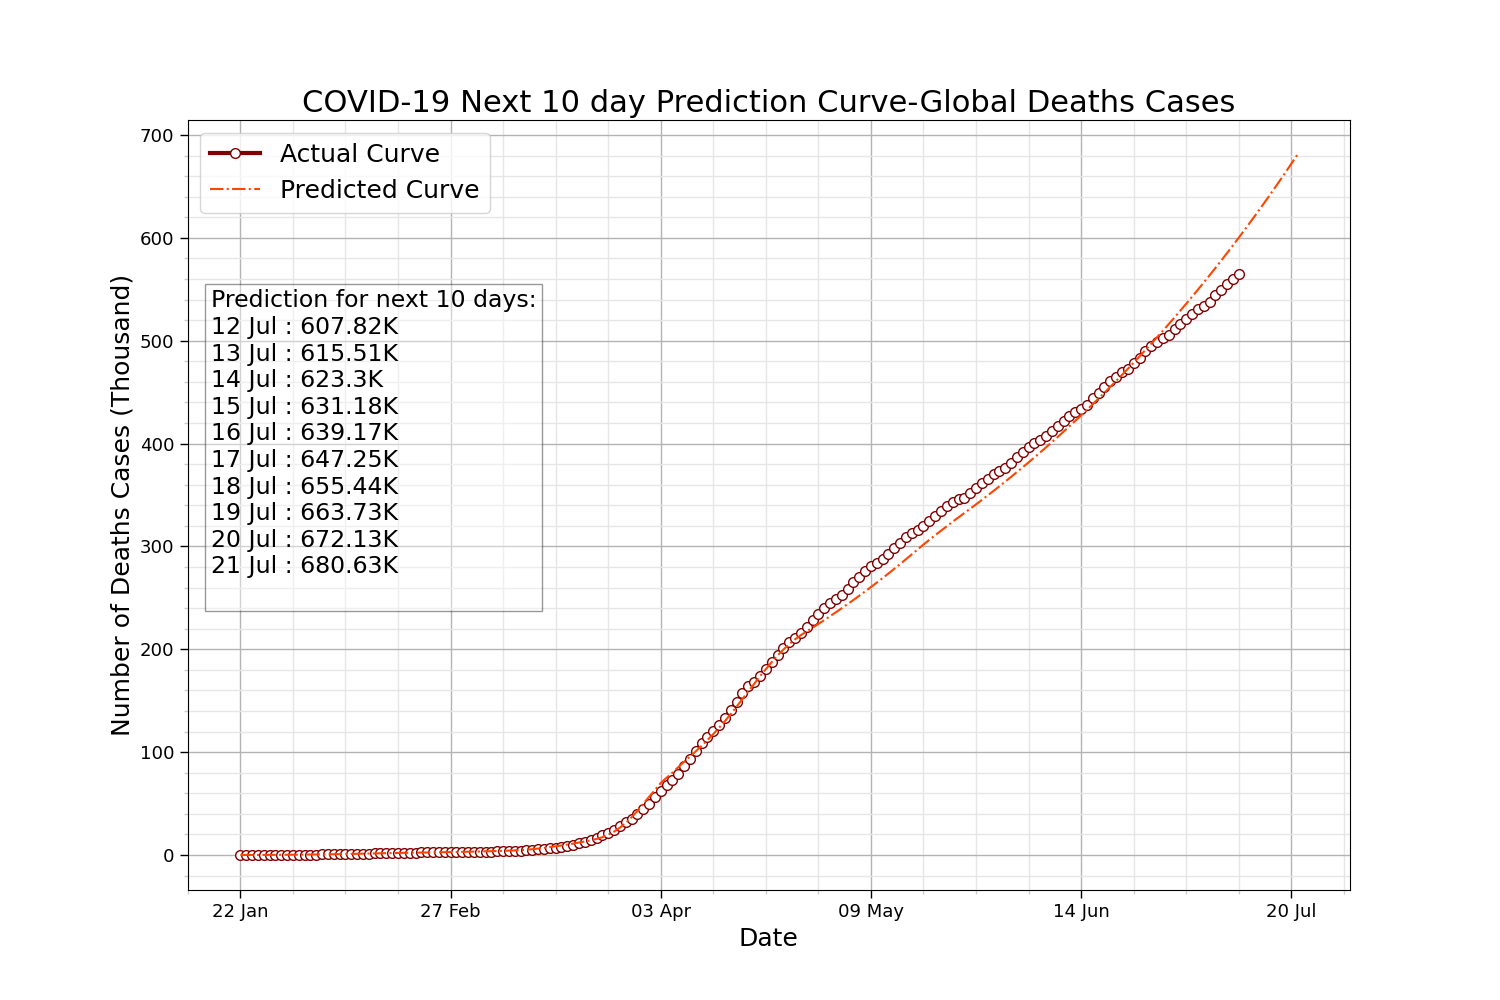 COVID-19 Next 10 day Prediction Curve-Global Deaths Cases
Actual Curve
Predicted Curve
Prediction for next 10 days:
12 Jul : 607.82K
13 Jul : 615.51K
14 Jul : 623.3K
15 Jul : 631.18K
16 Jul : 639.17K
17 Jul : 647.25K
18 Jul : 655.44K
19 Jul : 663.73K
20 Jul : 672.13K
21 Jul : 680.63K
Number of Deaths Cases (Thousand)
700
600
500
400
300
200
100
0
22 Jan
27 Feb
03 Apr
09 May
14 Jun
20 Jul
Date